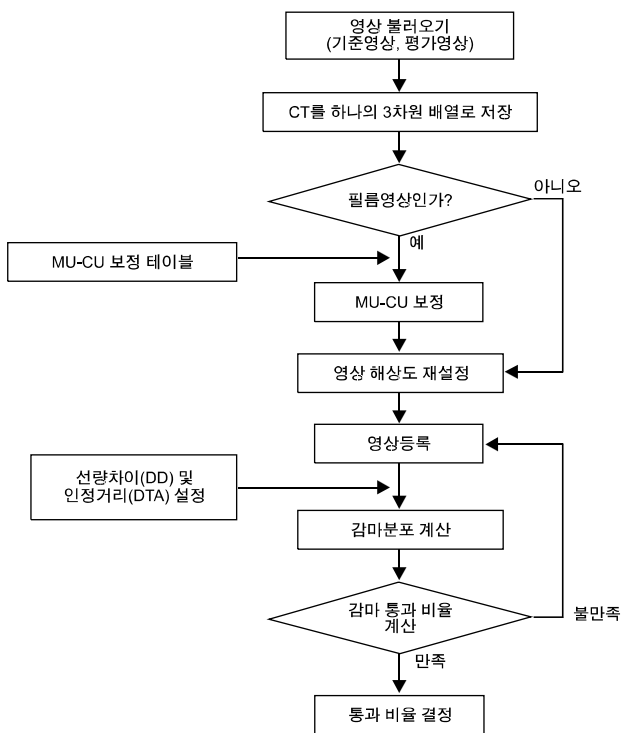 영상 불러오기
(기준영상, 평가영상)
CT를 하나의 3차원 배열로 저장
필름영상인가?
아니오
예
MU-CU 보정 테이블
MU-CU 보정
영상 해상도 재설정
영상등록
선량차이(DD) 및
인정거리(DTA) 설정
감마분포 계산
감마 통과 비율
계산
불만족
만족
통과 비율 결정